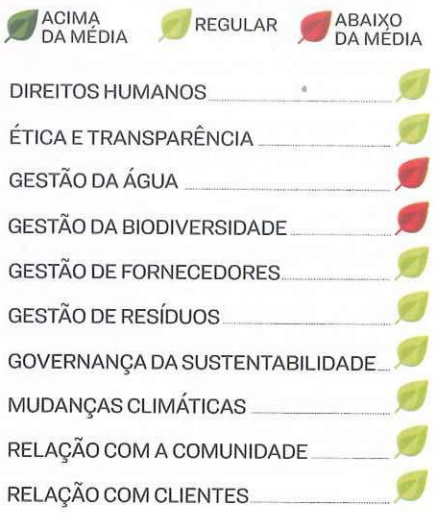 ACIMA DA MÉDIA
REGULAR
ABAIXO DA MÉDIA
DIREITOS HUMANOS
ÉTICA E TRANSPARÊNCIA
GESTÃO DA ÁGUA
GESTÃO DA BIODIVERSIDADE
GESTÃO DE FORNECEDORES
GESTÃO DE RESÍDUOS
GOVERNANÇA DA SUSTENTABILIDADE
MUDANÇAS CLIMÁTICAS
RELAÇÃO COM A COMUNIDADE
RELAÇÃO COM CLIENTES